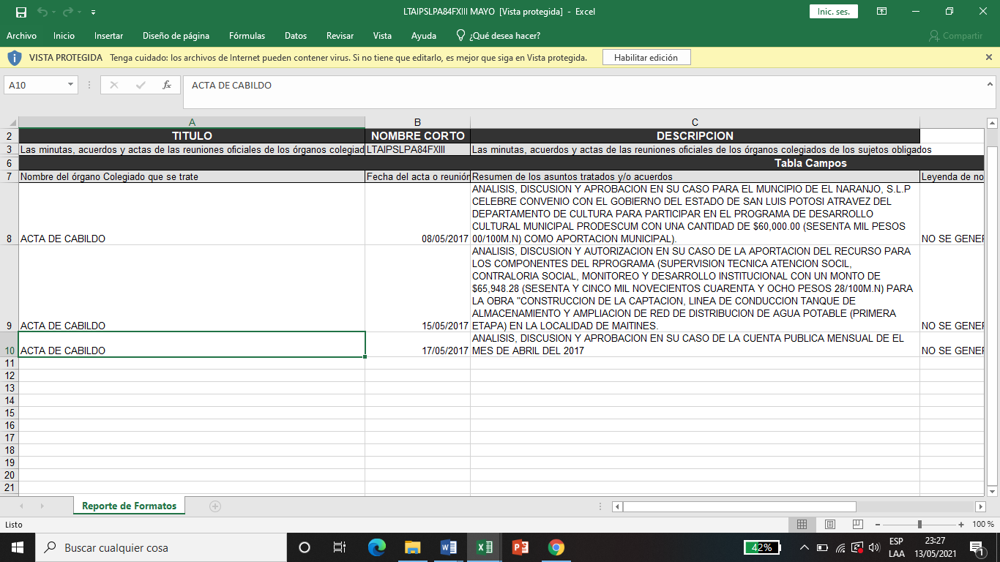 LTAIPSLPA84FXIII MAYO  [Vista protegida]  -  Excel
Inic. ses.
Archivo Inicio Insertar Diseño de página Fórmulas Datos Revisar Vista Ayuda ¿Qué desea hacer? Compartir
VISTA PROTEGIDA Tenga cuidado: los archivos de Internet pueden contener virus. Si no tiene que editarlo, es mejor que siga en Vista protegida. Habilitar edición
A10 fx ACTA DE CABILDO
A B C
2 TITULO NOMBRE CORTO DESCRIPCION
3 Las minutas, acuerdos y actas de las reuniones oficiales de los órganos colegiad LTAIPSLPA84FXIII Las minutas, acuerdos y actas de las reuniones oficiales de los órganos colegiados de los sujetos obligados
6 Tabla Campos
7 Nombre del órgano Colegiado que se trate Fecha del acta o reunión Resumen de los asuntos tratados y/o acuerdos Leyenda de no
ANALISIS, DISCUSION Y APROBACION EN SU CASO PARA EL MUNCIPIO DE EL NARANJO, S.L.P
CELEBRE CONVENIO CON EL GOBIERNO DEL ESTADO DE SAN LUIS POTOSI ATRAVEZ DEL
DEPARTAMENTO DE CULTURA PARA PARTICIPAR EN EL PROGRAMA DE DESARROLLO
CULTURAL MUNICIPAL PRODESCUM CON UNA CANTIDAD DE $60,000.00 (SESENTA MIL PESOS
8 ACTA DE CABILDO 08/05/2017 00/100M.N) COMO APORTACION MUNICIPAL). NO SE GENER
ANALISIS, DISCUSION Y AUTORIZACION EN SU CASO DE LA APORTACION DEL RECURSO PARA
LOS COMPONENTES DEL RPROGRAMA (SUPERVISION TECNICA ATENCION SOCIL,
CONTRALORIA SOCIAL, MONITOREO Y DESARROLLO INSTITUCIONAL CON UN MONTO DE
$65,948.28 (SESENTA Y CINCO MIL NOVECIENTOS CUARENTA Y OCHO PESOS 28/100M.N) PARA
LA OBRA "CONSTRUCCION DE LA CAPTACION, LINEA DE CONDUCCION TANQUE DE
ALMACENAMIENTO Y AMPLIACION DE RED DE DISTRIBUCION DE AGUA POTABLE (PRIMERA
9 ACTA DE CABILDO 15/05/2017 ETAPA) EN LA LOCALIDAD DE MAITINES. NO SE GENER
ANALISIS, DISCUSION Y APROBACION EN SU CASO DE LA CUENTA PUBLICA MENSUAL DE EL
10 ACTA DE CABILDO 17/05/2017 MES DE ABRIL DEL 2017 NO SE GENER
11
12
13
14
15
16
17
18
19
20
21
Reporte de Formatos
Listo 100 %
Buscar cualquier cosa 42% ESP 23:27
LAA 13/05/2021 1